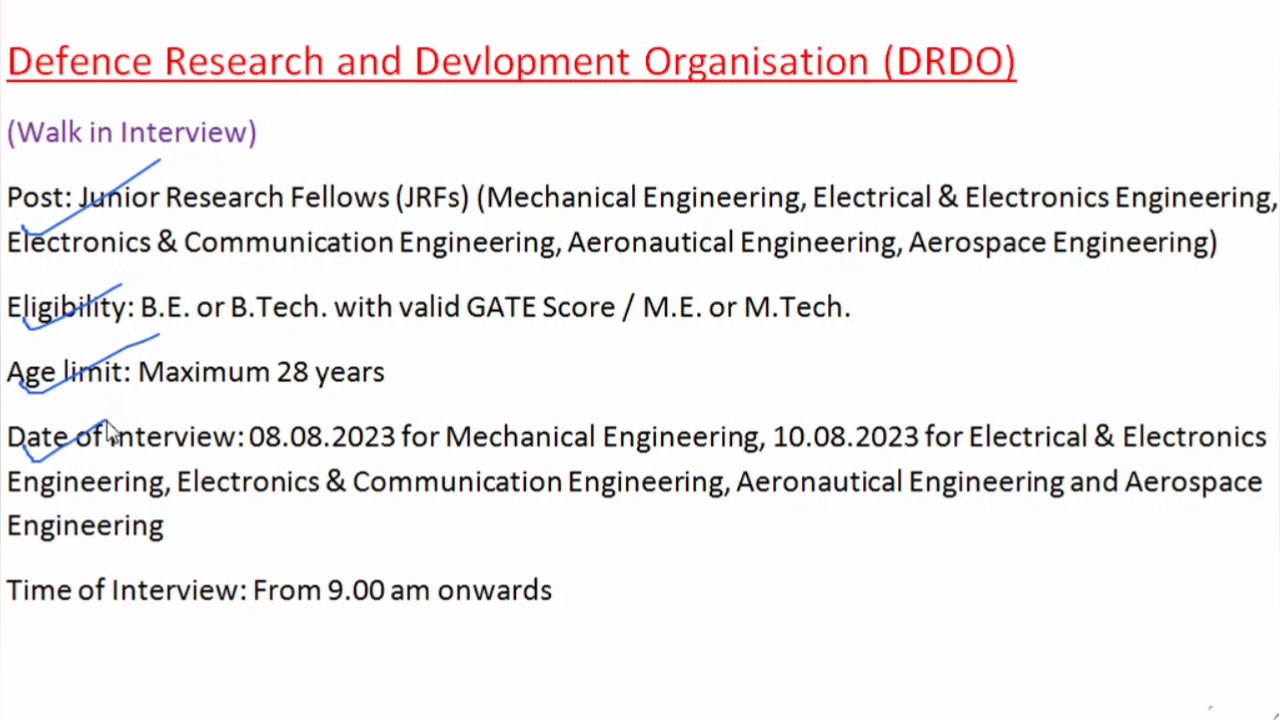 Defence Research and Devlopment Organisation (DRDO)
(Walk in Interview)
Post: Junior Research Fellows (JRFs) (Mechanical Engineering, Electrical & Electronics Engineering,
Electronics & Communication Engineering, Aeronautical Engineering, Aerospace Engineering)
Eligibility: B.E. or B.Tech. with valid GATE Score / M.E. or M.Tech.
Age limit: Maximum 28 years
Date of Interview: 08.08.2023 for Mechanical Engineering, 10.08.2023 for Electrical & Electronics
Engineering, Electronics & Communication Engineering, Aeronautical Engineering and Aerospace
Engineering
Time of Interview: From 9.00 am onwards